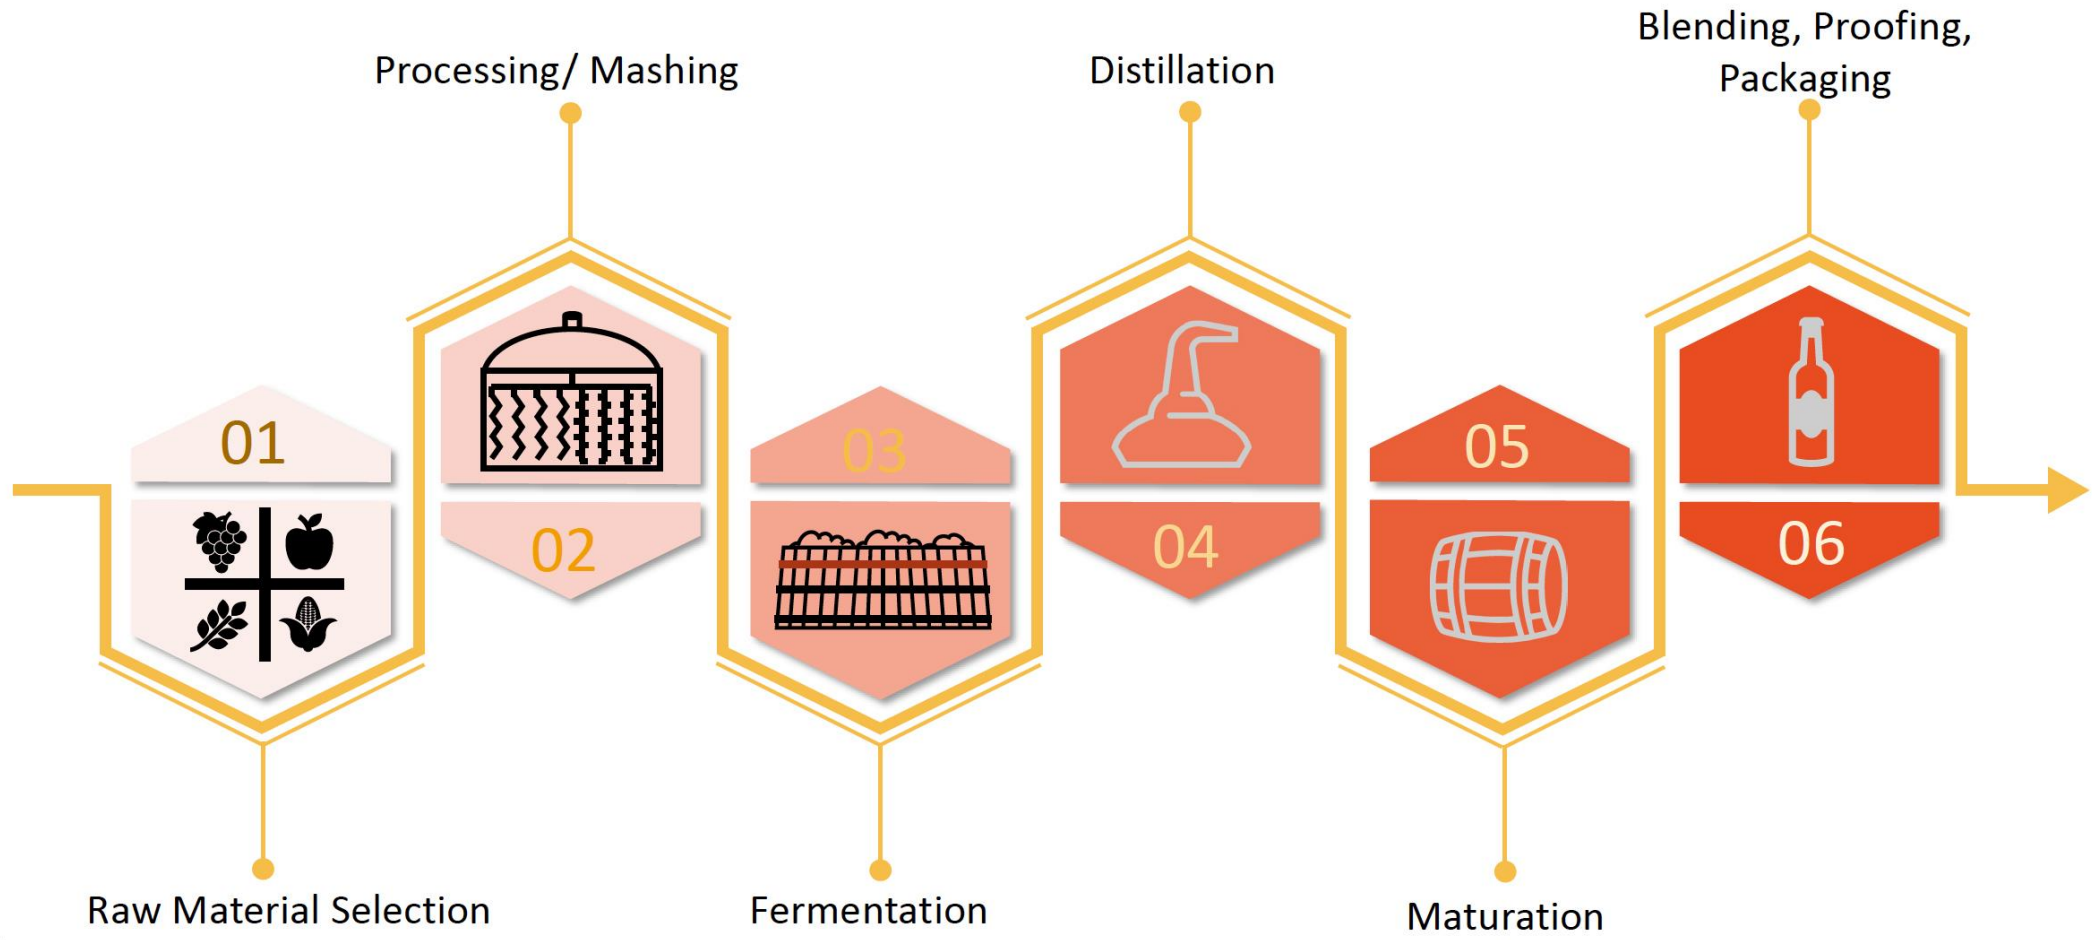 Blending, Proofing,
Packaging
Processing/ Mashing
Distillation
01
02
03
04
05
06
Raw Material Selection
Fermentation
Maturation